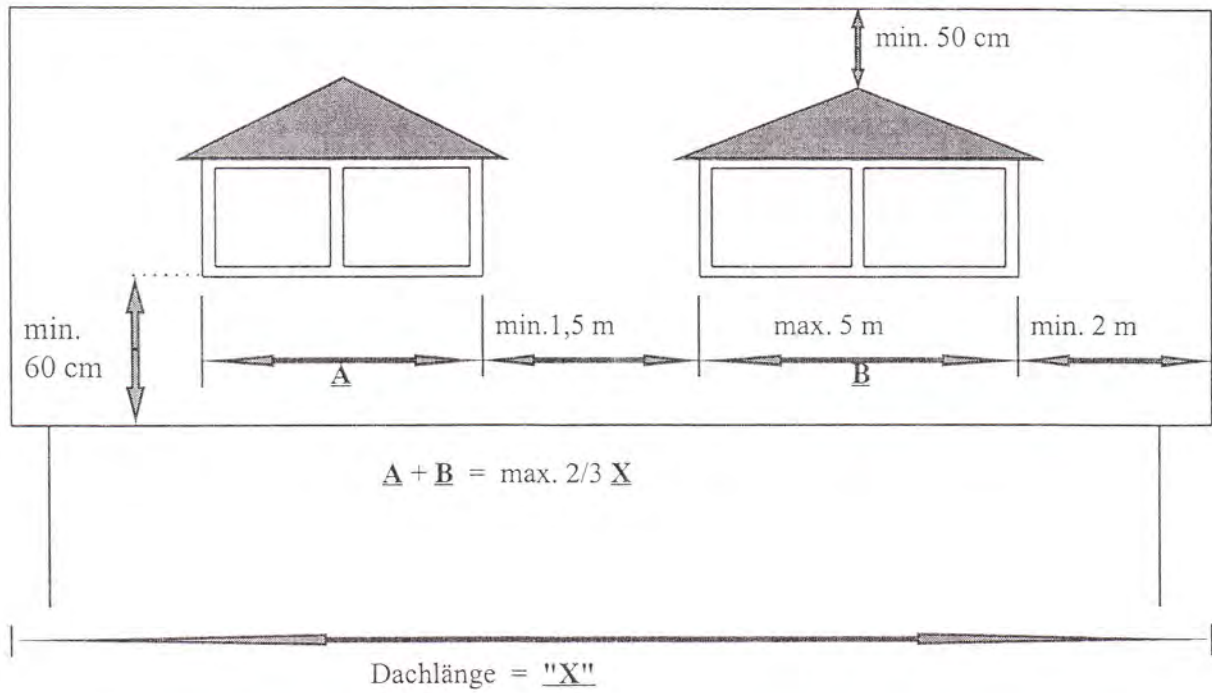 min. 50 cm
min.
60 cm
min.1,5 m
max. 5 m
min. 2 m
A
B
A + B = max. 2/3 X
Dachlänge = "X"